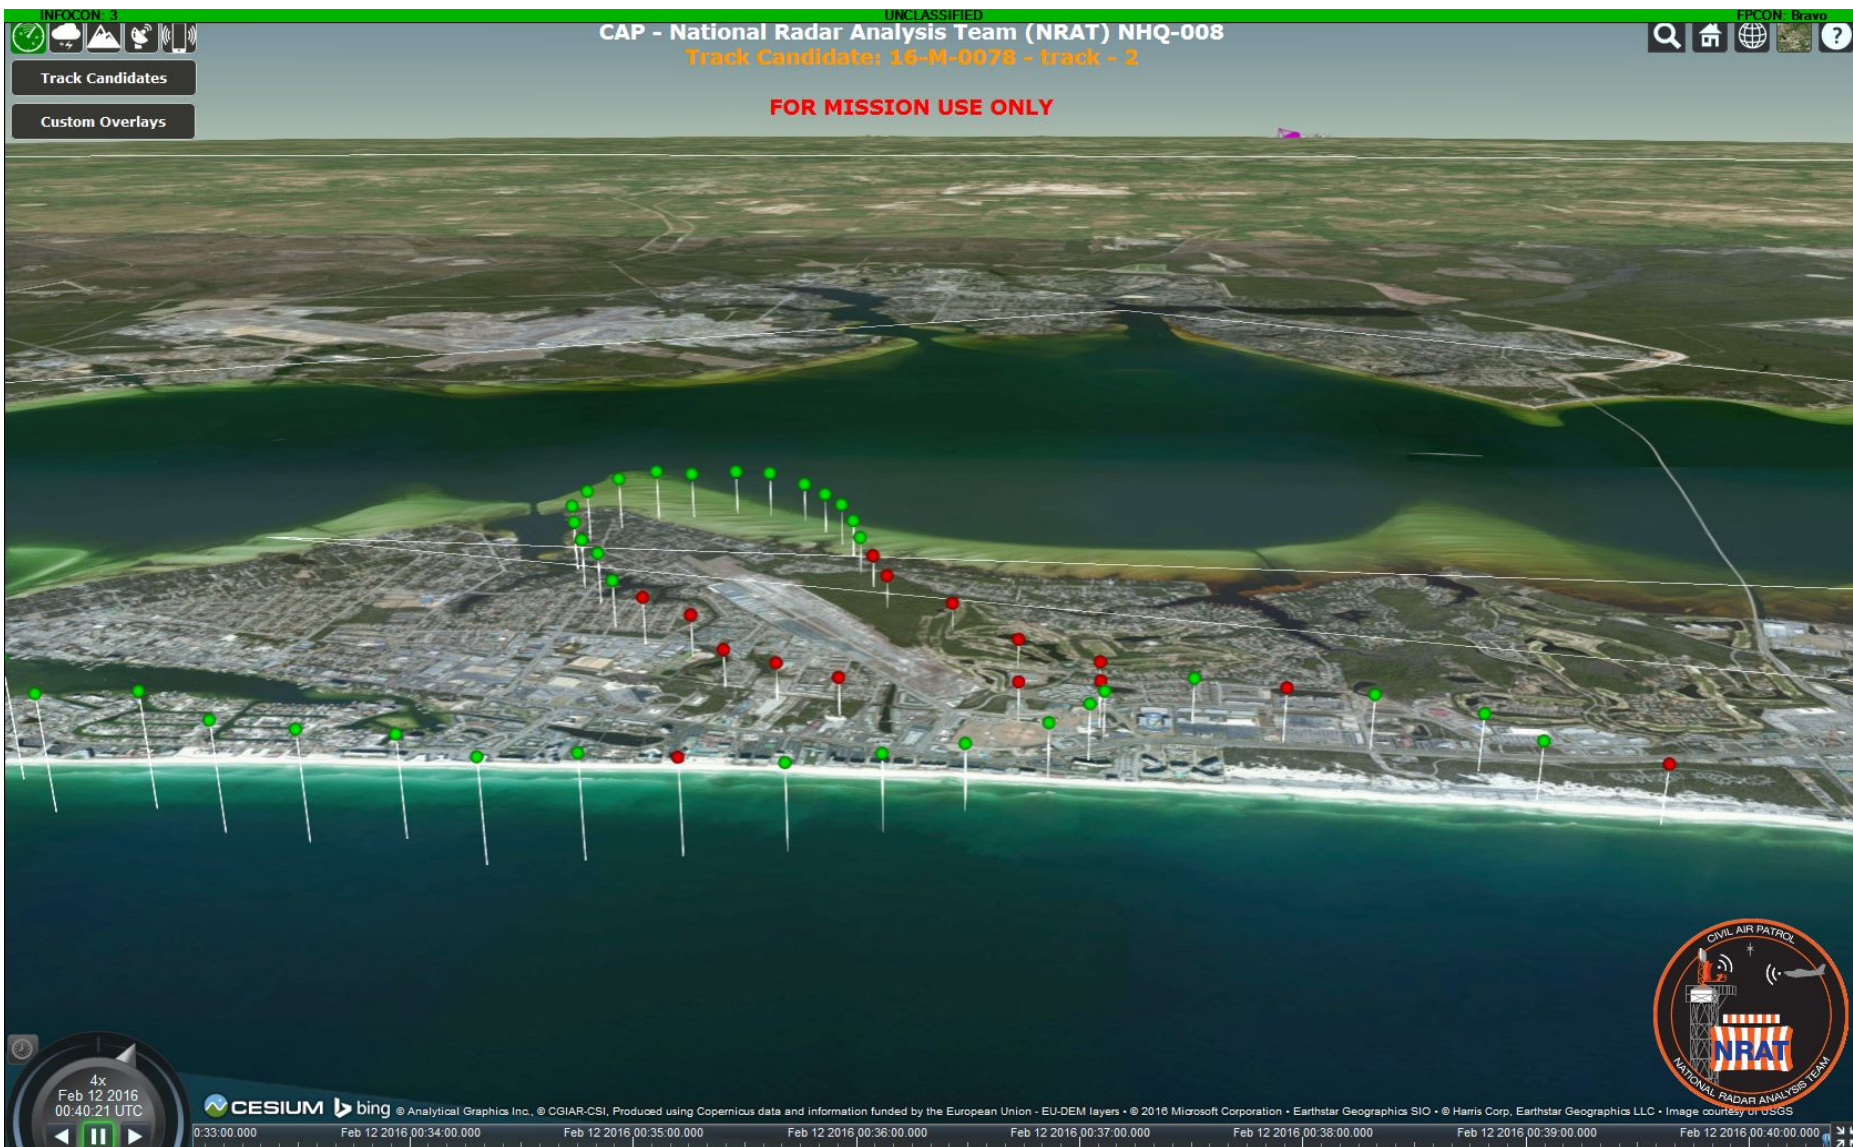 INFOCON: 3
UNCLASSIFIED
FPCON: Bravo
CAP - National Radar Analysis Team (NRAT) NHQ-008
Track Candidate: 16-M-0078 - track - 2
FOR MISSION USE ONLY
?
Track Candidates
Custom Overlays
CIVIL AIR PATROL
NRAT
NATIONAL RADAR ANALYSIS TEAM
4x
Feb 12 2016
00:40:21 UTC
CESIUM bing © Analytical Graphics Inc., © CGIAR-CSI, Produced using Copernicus data and information funded by the European Union - EU-DEM layers • © 2016 Microsoft Corporation • Earthstar Geographics SIO • © Harris Corp, Earthstar Geographics LLC • Image courtesy of USGS
0:33:00.000 Feb 12 2016 00:34:00.000 Feb 12 2016 00:35:00.000 Feb 12 2016 00:36:00.000 Feb 12 2016 00:37:00.000 Feb 12 2016 00:38:00.000 Feb 12 2016 00:39:00.000 Feb 12 2016 00:40:00.000